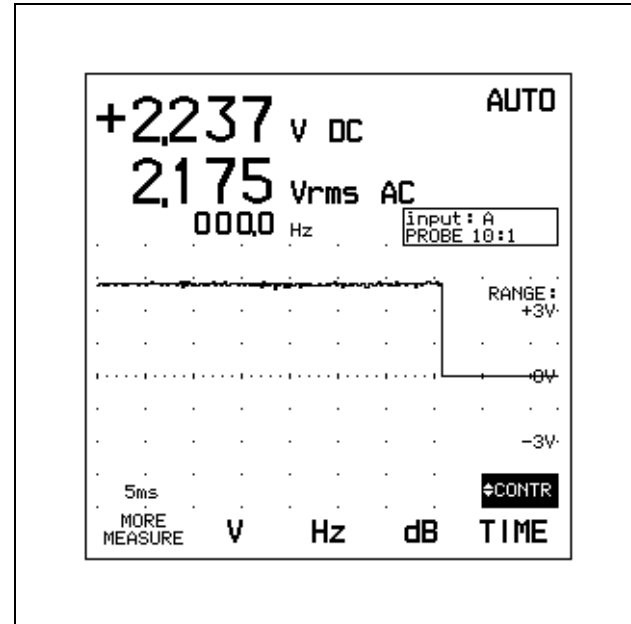 AUTO
+2,237 V DC
2,175 Vrms AC
000,0 Hz
input: A
PROBE 10:1
RANGE:
+3V
0V
-3V
5ms
CONTR
MORE
MEASURE
V
Hz
dB
TIME